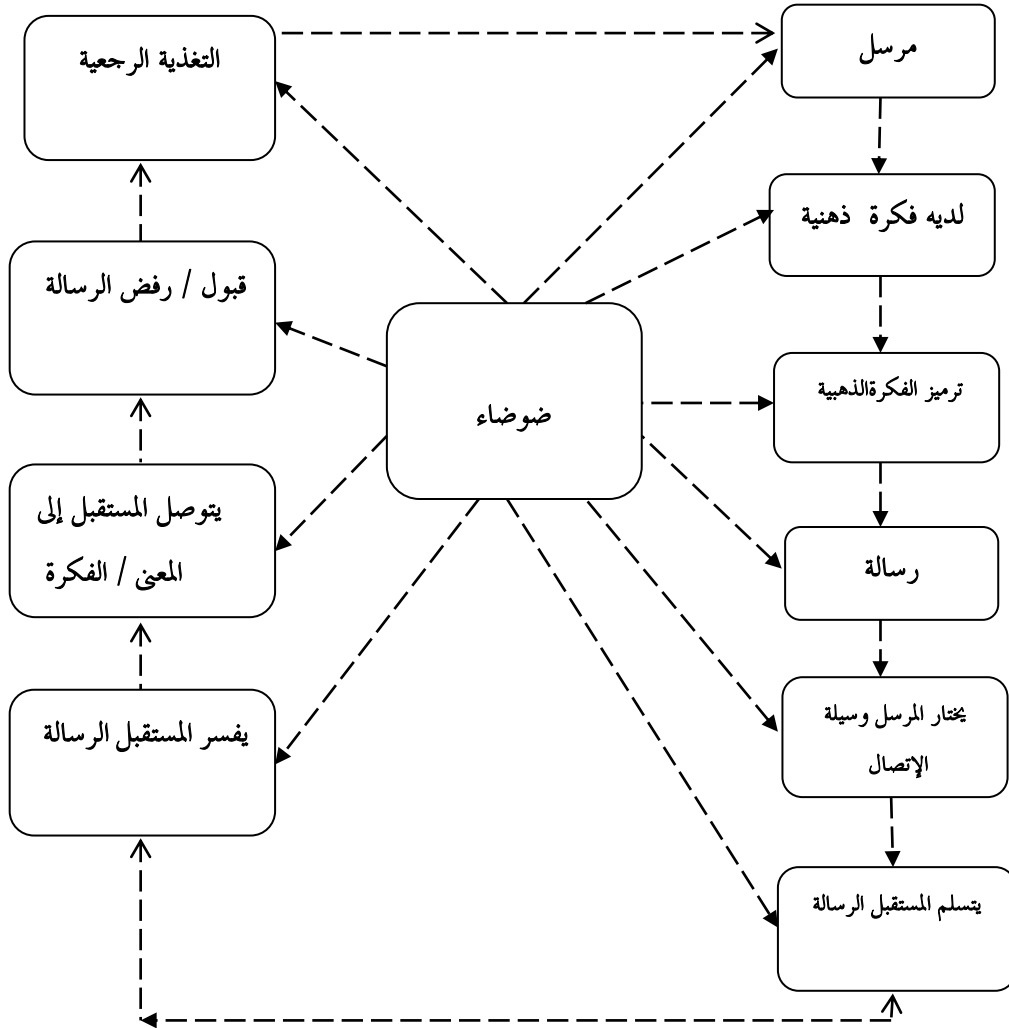 مرسل
التغذية الرجعية
لديه فكرة ذهنية
قبول / رفض الرسالة
ترميز الفكرةالذهبية
ضوضاء
يتوصل المستقبل إلى
المعنى / الفكرة
رسالة
يختار المرسل وسيلة
الإتصال
يفسر المستقبل الرسالة
يتسلم المستقبل الرسالة